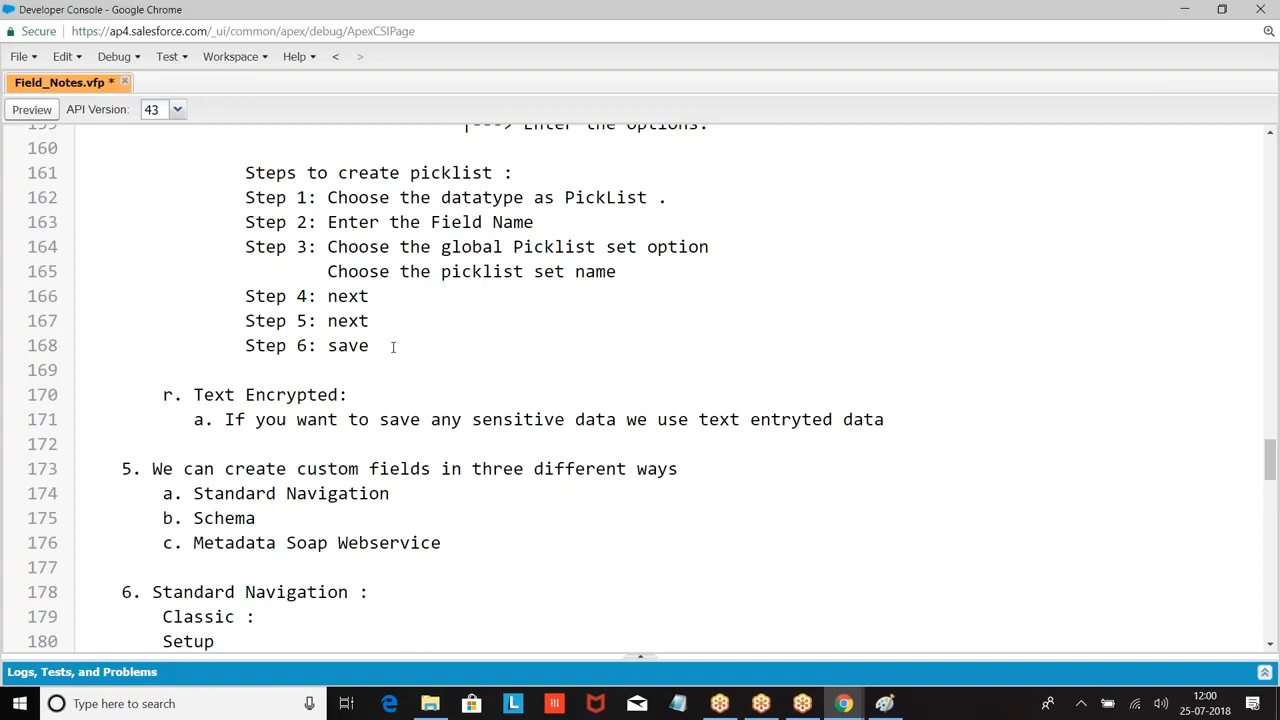 Developer Console - Google Chrome
Secure https://ap4.salesforce.com/_ui/common/apex/debug/ApexCSIPage
File Edit Debug Test Workspace Help < >
Field_Notes.vfp *
Preview API Version: 43
159 |---> Enter the options.
160
161 Steps to create picklist :
162 Step 1: Choose the datatype as PickList .
163 Step 2: Enter the Field Name
164 Step 3: Choose the global Picklist set option
165 Choose the picklist set name
166 Step 4: next
167 Step 5: next
168 Step 6: save
169
170 r. Text Encrypted:
171 a. If you want to save any sensitive data we use text entryted data
172
173 5. We can create custom fields in three different ways
174 a. Standard Navigation
175 b. Schema
176 c. Metadata Soap Webservice
177
178 6. Standard Navigation :
179 Classic :
180 Setup
Logs, Tests, and Problems
Type here to search
12:00
25-07-2018